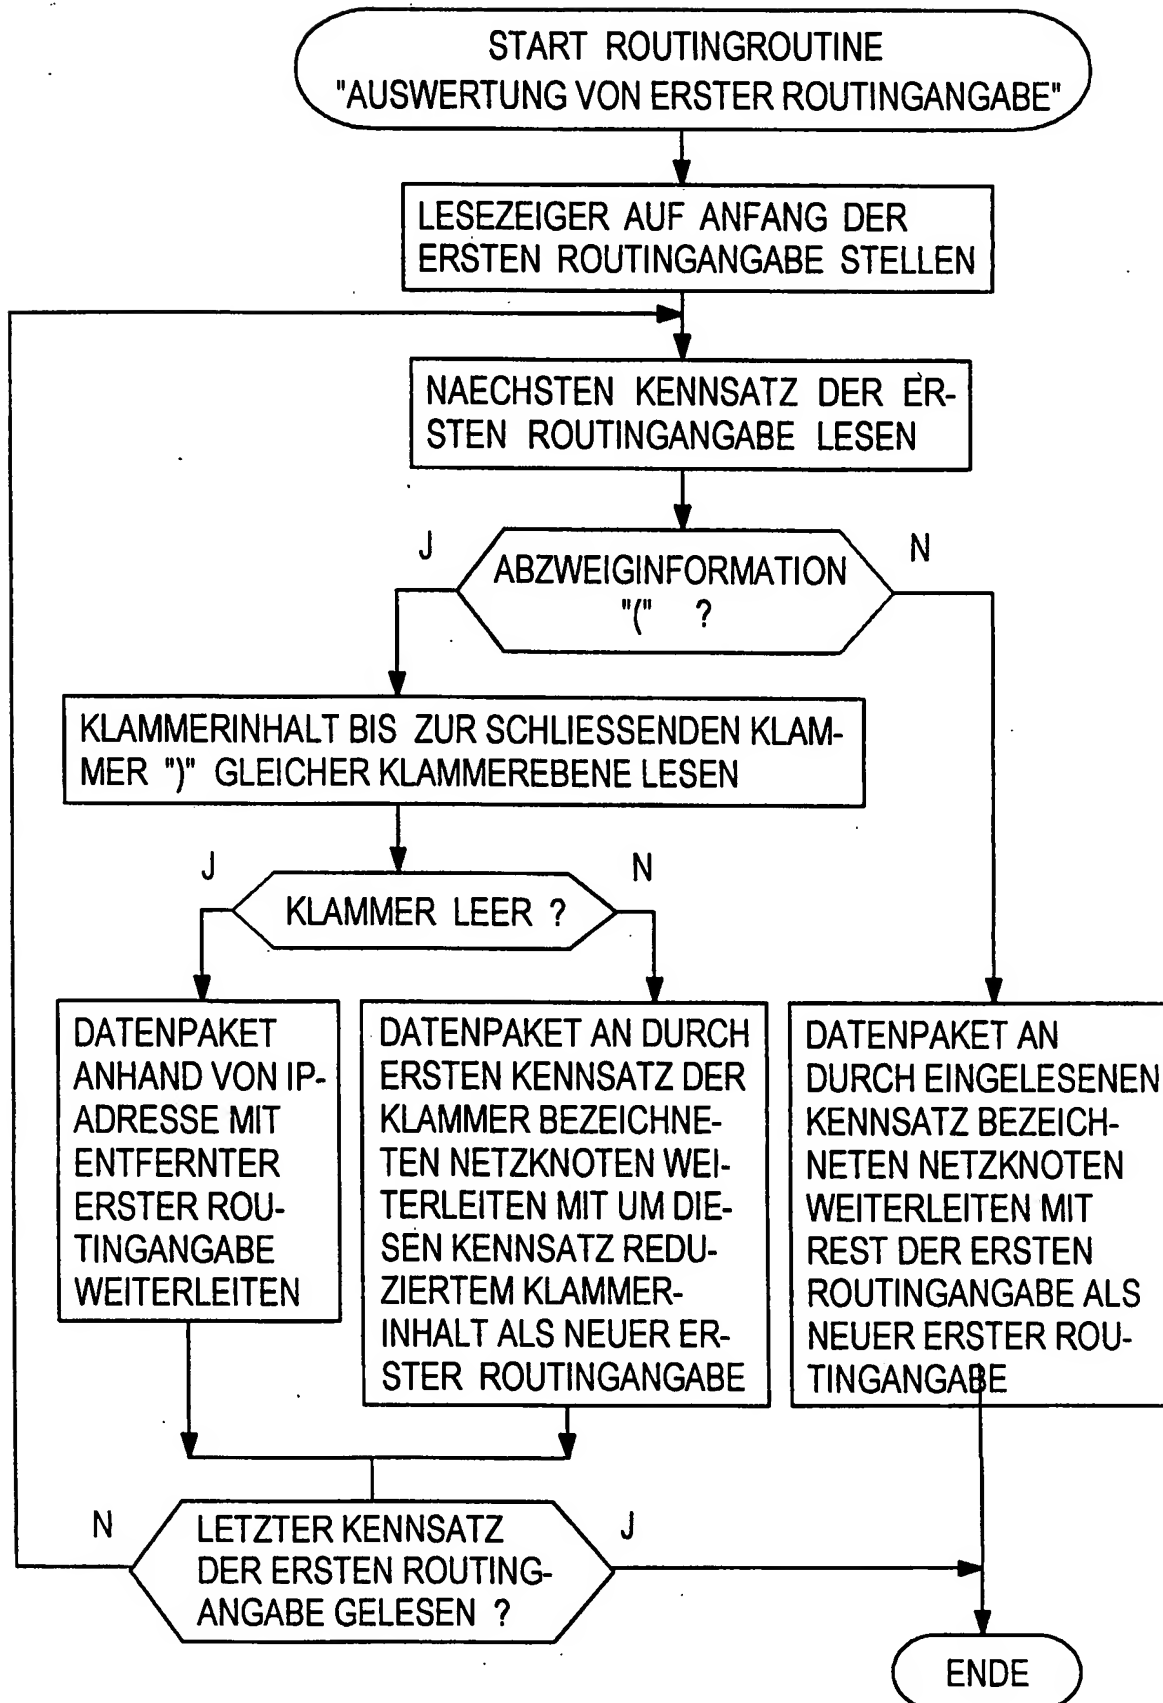 START ROUTINGROUTINE
"AUSWERTUNG VON ERSTER ROUTINGANGABE"
LESEZEIGER AUF ANFANG DER
ERSTEN ROUTINGANGABE STELLEN
NAECHSTEN KENNSATZ DER ER-
STEN ROUTINGANGABE LESEN
J
N
ABZWEIGINFORMATION
"(" ?
KLAMMERINHALT BIS ZUR SCHLIESSENDEN KLAM-
MER ")" GLEICHER KLAMMEREBENE LESEN
J
N
KLAMMER LEER ?
DATENPAKET
ANHAND VON IP-
ADRESSE MIT
ENTFERNTER
ERSTER ROU-
TINGANGABE
WEITERLEITEN
DATENPAKET AN DURCH
ERSTEN KENNSATZ DER
KLAMMER BEZEICHNE-
TEN NETZKNOTEN WEI-
TERLEITEN MIT UM DIE-
SEN KENNSATZ REDU-
ZIERTEM KLAMMER-
INHALT ALS NEUER ER-
STER ROUTINGANGABE
DATENPAKET AN
DURCH EINGELESENEN
KENNSATZ BEZEICH-
NETEN NETZKNOTEN
WEITERLEITEN MIT
REST DER ERSTEN
ROUTINGANGABE ALS
NEUER ERSTER ROU-
TINGANGABE
N
J
LETZTER KENNSATZ
DER ERSTEN ROUTING-
ANGABE GELESEN ?
ENDE